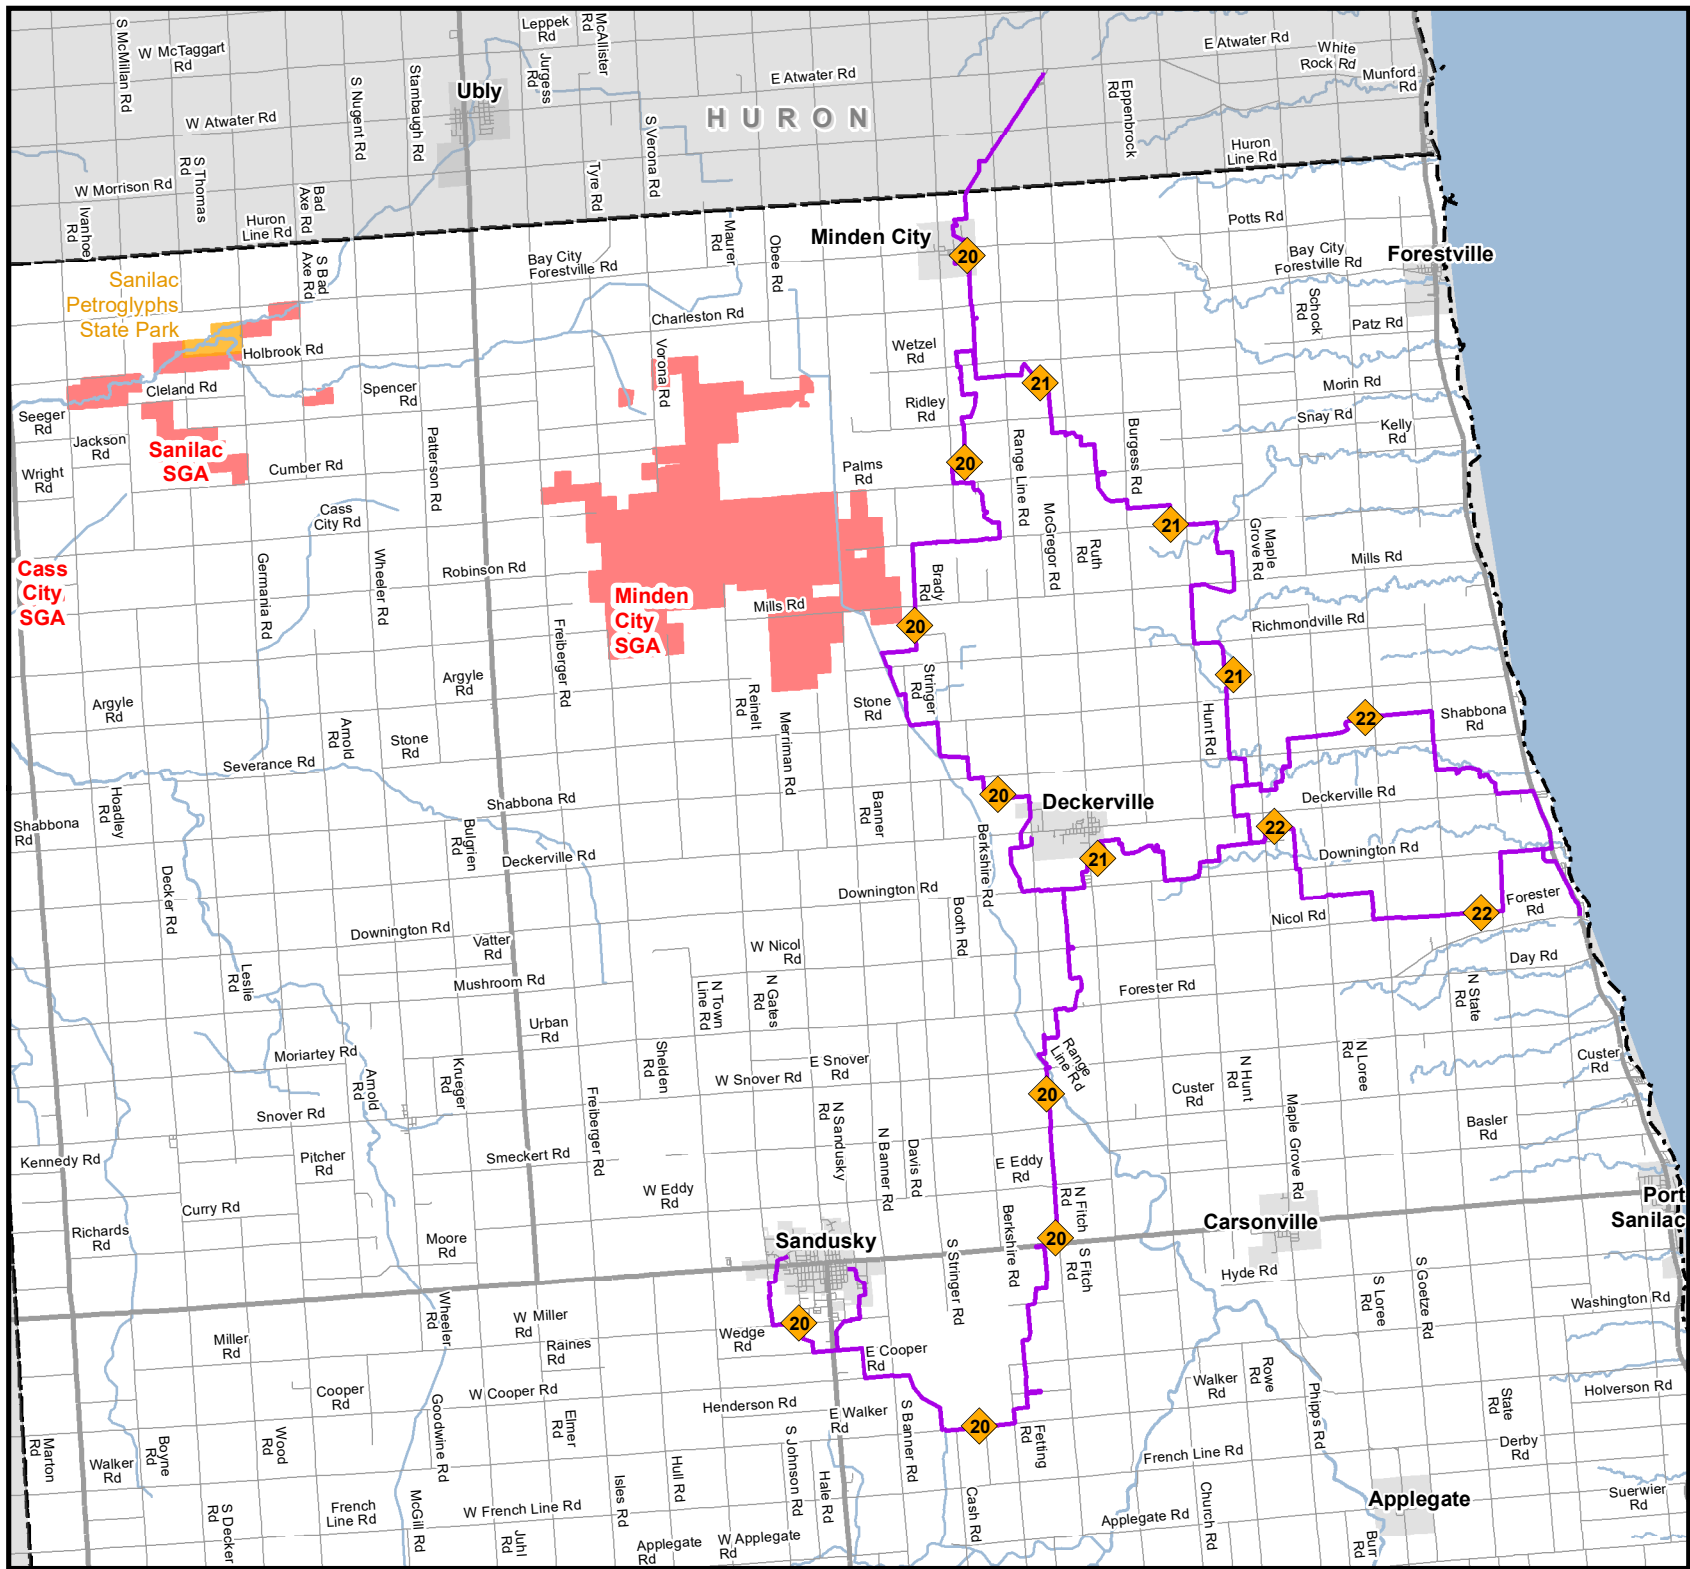 S McMillan Rd
W McTaggart
Rd
Leppek
Rd
McAllister
Rd
Jurgess
Rd
E Atwater Rd
White
Rock Rd
Munford
Rd
S Nugent Rd
Stambaugh Rd
Ubly
E Atwater Rd
Eppenbrock
Rd
HURON
W Atwater Rd
S Verona Rd
Huron
Line Rd
W Morrison Rd
S Thomas
Rd
Bad
Axe Rd
Tyre Rd
Ivanhoe
Rd
Huron
Line Rd
S Bad
Axe Rd
Maurer
Rd
Obee Rd
Minden City
Potts Rd
Bay City
Forestville Rd
Bay City
Forestville Rd
Forestville
20
Sanilac
Petroglyphs
State Park
Charleston Rd
Schock
Rd
Patz Rd
Holbrook Rd
Vorona Rd
Wetzel
Rd
Cleland Rd
Spencer
Rd
21
Morin Rd
Seeger
Rd
Ridley
Rd
Snay Rd
Kelly
Rd
Jackson
Rd
Sanilac
SGA
Patterson Rd
Range Line Rd
Burgess Rd
Wright
Rd
Cumber Rd
Palms
Rd
20
Cass
City Rd
McGregor Rd
21
Maple
Grove Rd
Cass
City
SGA
Germania Rd
Wheeler Rd
Robinson Rd
Ruth
Rd
Mills Rd
Brady
Rd
Minden
City
SGA
Mills Rd
Freiberger Rd
20
Richmondville Rd
Argyle
Rd
Argyle
Rd
Reinelt
Rd
Stringer
Rd
Stone
Rd
21
Hunt Rd
Arnold
Rd
Stone
Rd
Merriman Rd
22
Shabbona
Rd
Severance Rd
Hoadley
Rd
Shabbona Rd
Banner
Rd
20
Deckerville
Deckerville Rd
Shabbona
Rd
Bulgrien
Rd
Deckerville Rd
Berkshire Rd
22
Downington Rd
21
Decker Rd
Downington Rd
Booth Rd
Nicol Rd
22
Forester
Rd
Downington Rd
Vatter
Rd
W Nicol
Rd
Day Rd
Leslie
Rd
Mushroom Rd
N Town
Line Rd
N Gates
Rd
Forester Rd
N State
Rd
Urban
Rd
Moriartey Rd
Krueger
Rd
Shelden
Rd
E Snover
Rd
Range
Line Rd
N Loree
Rd
Custer
Rd
Arnold
Rd
W Snover Rd
N Hunt
Rd
Custer
Rd
20
Snover Rd
Freiberger Rd
N Sandusky
Rd
Maple Grove Rd
Basler
Rd
N Banner Rd
Davis Rd
Kennedy Rd
Pitcher
Rd
Smeckert Rd
E Eddy
Rd
W Eddy
Rd
N Fitch
Rd
Port
Sanilac
Curry Rd
Berkshire Rd
Carsonville
Richards
Rd
Moore
Rd
Sandusky
20
S Stringer Rd
S Fitch
Rd
Hyde Rd
S Loree
Rd
S Goetze Rd
Washington Rd
Wheeler
Rd
W Miller
Rd
20
Miller
Rd
Wedge
Rd
Raines
Rd
E Cooper
Rd
Cooper
Rd
W Cooper Rd
Walker
Rd
Rowe
Rd
Phipps Rd
Holverson Rd
Henderson Rd
E Walker
Rd
State
Rd
Goodwine Rd
Elmer
Rd
S Banner Rd
20
Fetting
Rd
Marton
Rd
Walker
Rd
Boyne
Rd
Wood
Rd
S Johnson Rd
French Line Rd
Derby
Rd
Hull Rd
Hale Rd
Isles Rd
Suerwier
Rd
Applegate
S Decker
Rd
French
Line Rd
McGill Rd
W French Line Rd
Cash Rd
Church Rd
Applegate Rd
Juhl
Rd
Applegate
Rd
W Applegate
Rd
Burr
Rd